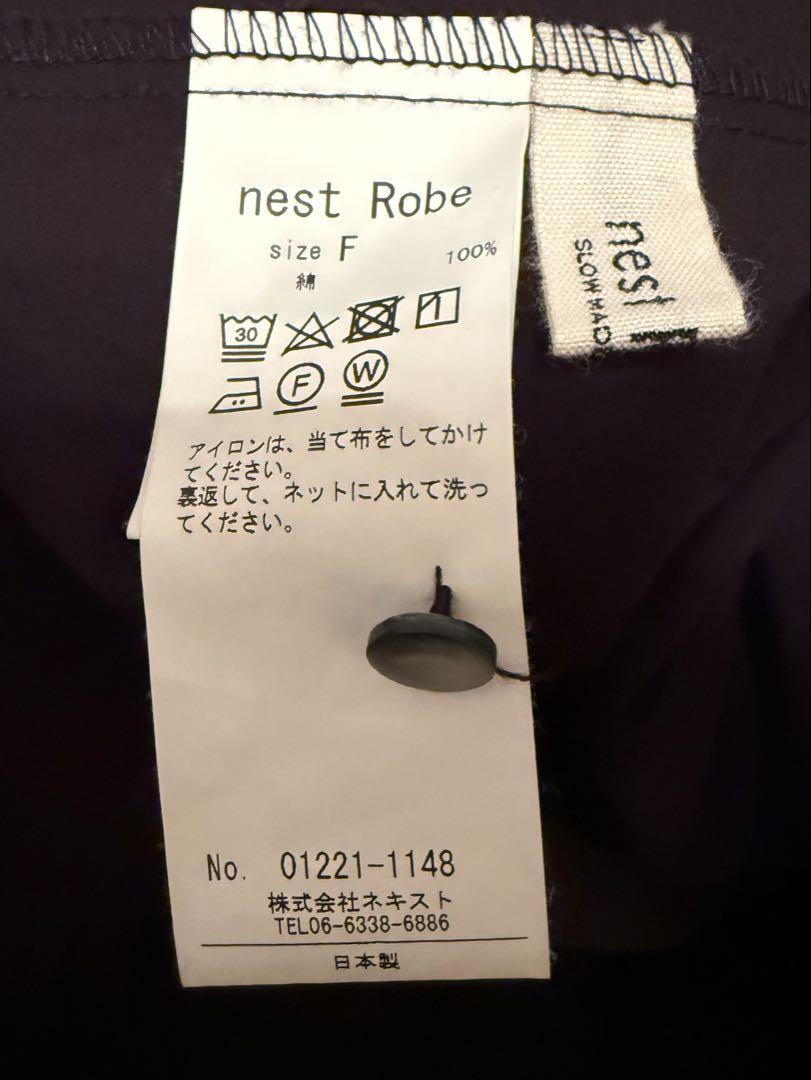 nest Robe
size F
100%
綿
30
F
W
アイロンは、当て布をしてかけ
てください。
裏返して、ネットに入れて洗っ
てください。
No. 01221-1148
株式会社ネキスト
TEL06-6338-6886
日本製
nest
SLOW MAD